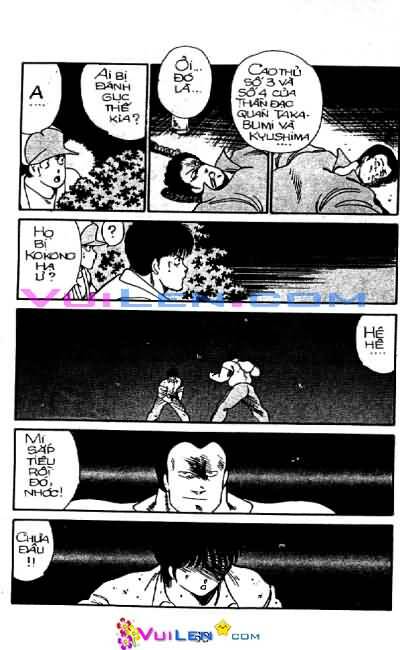 A
....
AI BỊ
ĐÁNH
GỤC
THẾ
KIA?
ỐI...
ĐÓ
LÀ...
CAO THỦ
SỐ 3 VÀ
SỐ 4 CỦA
THẦN ĐẠO
QUÁN TAKA-
BUMI VÀ
KYUSHIMA
....
HỌ
BỊ
KOKONO
HẠ
Ư?
?
VUILEN.COM
HÊ
HÊ
....
MI
SẮP
TIÊU
RỒI
ĐÓ,
NHÓC!
CHƯA
ĐÂU
!!
VUILEN.COM